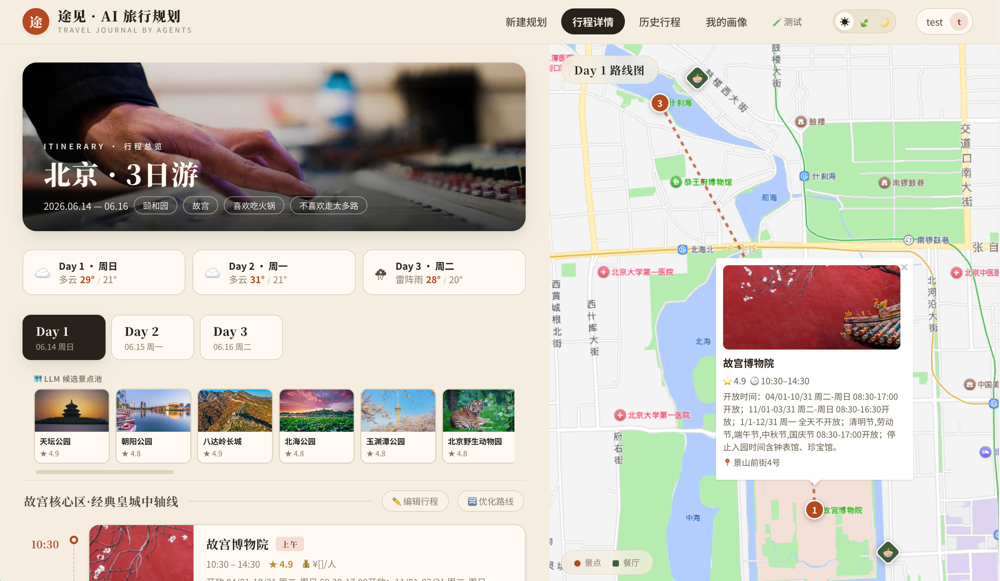 途
途见 · AI 旅行规划
TRAVEL JOURNAL BY AGENTS
新建规划
行程详情
历史行程
我的画像
测试
test
t
ITINERARY · 行程总览
北京 · 3日游
2026.06.14 — 06.16
颐和园
故宫
喜欢吃火锅
不喜欢走太多路
Day 1 · 周日
多云 29° / 21°
Day 2 · 周一
多云 31° / 21°
Day 3 · 周二
雷阵雨 28° / 20°
Day 1
06.14 周日
Day 2
06.15 周一
Day 3
06.16 周二
LLM 候选景点池
天坛公园
★ 4.9
朝阳公园
★ 4.8
八达岭长城
★ 4.9
北海公园
★ 4.8
玉渊潭公园
★ 4.8
北京野生动物园
★ 4.8
故宫核心区·经典皇城中轴线
编辑行程
优化路线
10:30
故宫博物院
上午
10:30 – 14:30
★ 4.9
¥[]/人
开放 04/01-10/31 周二-周日 08:30-17:00开放；11/01-03/31 周二-周日
Day 1 路线图
鼓楼大街
鼓楼西大街
3
什刹海
鼓楼
交道口南大街
恭王府博物馆
什刹海
南锣鼓巷
前海
南锣鼓巷
张自
北海北
6号线
北京大学第一医院
北京中医医
西黄城根北街
西什库大街
北河沿大街
北海
×
故宫博物院
4.9 10:30–14:30
开放时间：04/01-10/31 周二-周日 08:30-17:00
开放；11/01-03/31 周二-周日 08:30-16:30开
放；1/1-12/31 周一 全天不开放；清明节,劳动
节,端午节,中秋节,国庆节 08:30-17:00开放；停
止入园时间含钟表馆、珍宝馆。
景山前街4号
中国美
北京大学第一医院
府右街
1
故宫博物院
中海
景点
餐厅